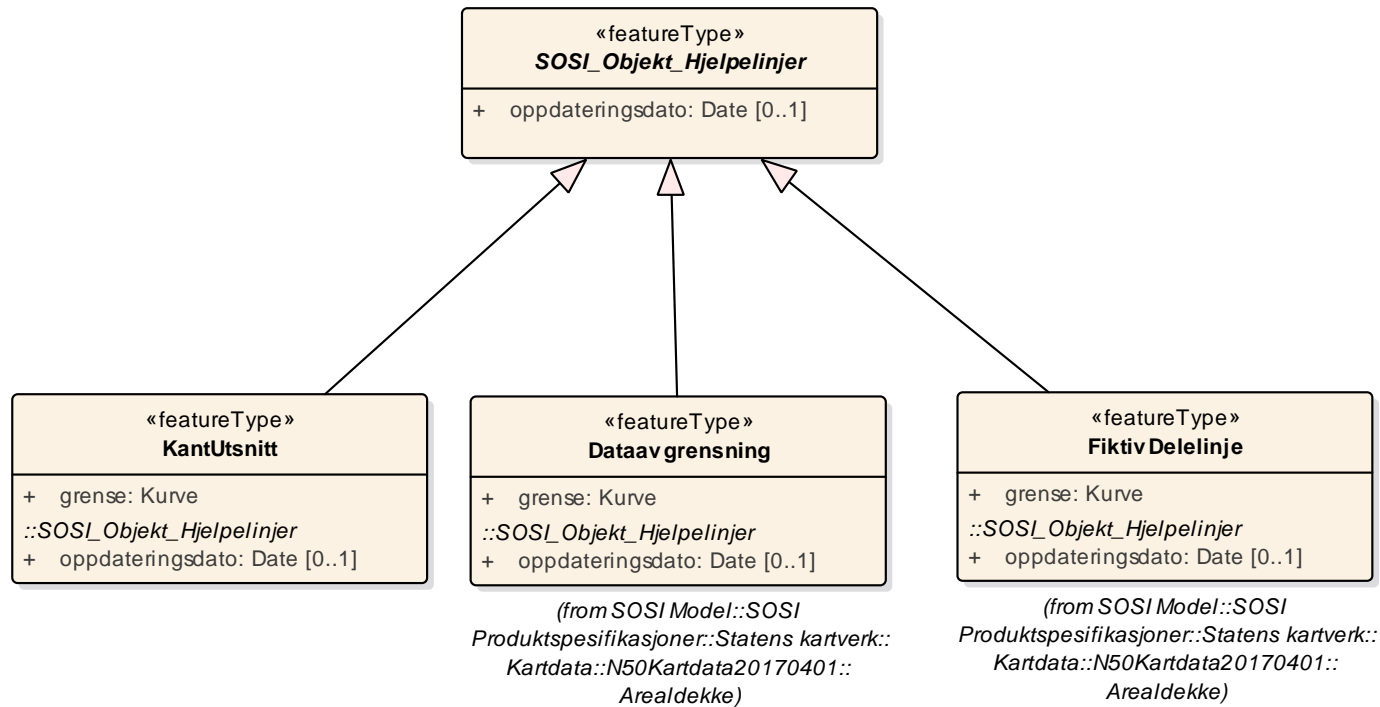 «featureType»
SOSI_Objekt_Hjelpelinjer
+ oppdateringsdato: Date [0..1]
«featureType»
KantUtsnitt
+ grense: Kurve
::SOSI_Objekt_Hjelpelinjer
+ oppdateringsdato: Date [0..1]
«featureType»
Dataavgrensning
+ grense: Kurve
::SOSI_Objekt_Hjelpelinjer
+ oppdateringsdato: Date [0..1]
(from SOSI Model::SOSI
Produktspesifikasjoner::Statens kartverk::
Kartdata::N50Kartdata20170401::
Arealdekke)
«featureType»
FiktivDelelinje
+ grense: Kurve
::SOSI_Objekt_Hjelpelinjer
+ oppdateringsdato: Date [0..1]
(from SOSI Model::SOSI
Produktspesifikasjoner::Statens kartverk::
Kartdata::N50Kartdata20170401::
Arealdekke)